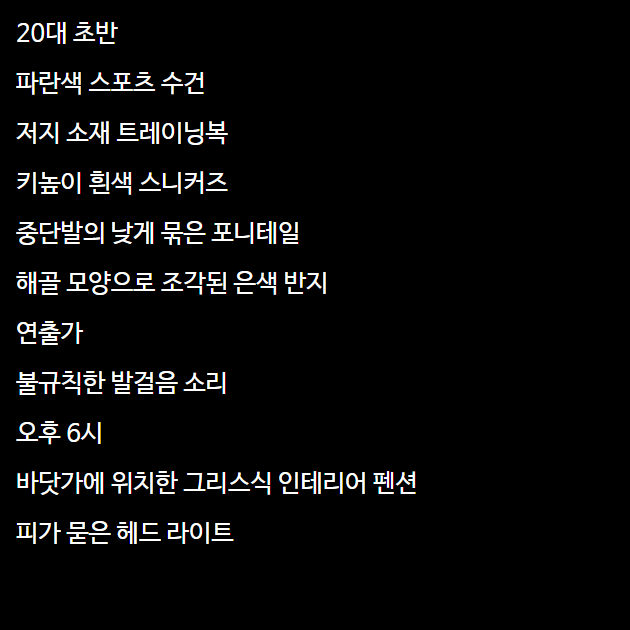 20대 초반
파란색 스포츠 수건
저지 소재 트레이닝복
키높이 흰색 스니커즈
중단발의 낮게 묶은 포니테일
해골 모양으로 조각된 은색 반지
연출가
불규칙한 발걸음 소리
오후 6시
바닷가에 위치한 그리스식 인테리어 펜션
피가 묻은 헤드 라이트